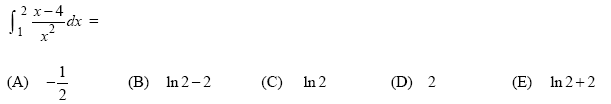 ∫₁² (x−4)/x² dx =
(A) −1/2 (B) ln 2 − 2 (C) ln 2 (D) 2 (E) ln 2 + 2